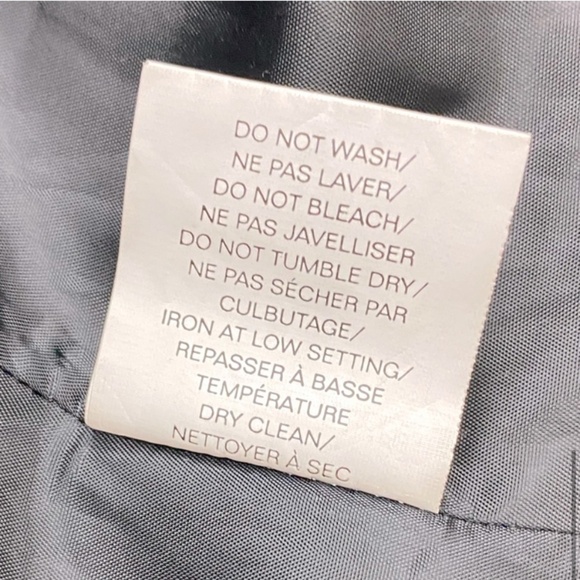 DO NOT WASH/
NE PAS LAVER/
DO NOT BLEACH/
NE PAS JAVELLISER
DO NOT TUMBLE DRY/
NE PAS SÉCHER PAR
CULBUTAGE/
IRON AT LOW SETTING/
REPASSER À BASSE
TEMPÉRATURE
DRY CLEAN/
NETTOYER À SEC